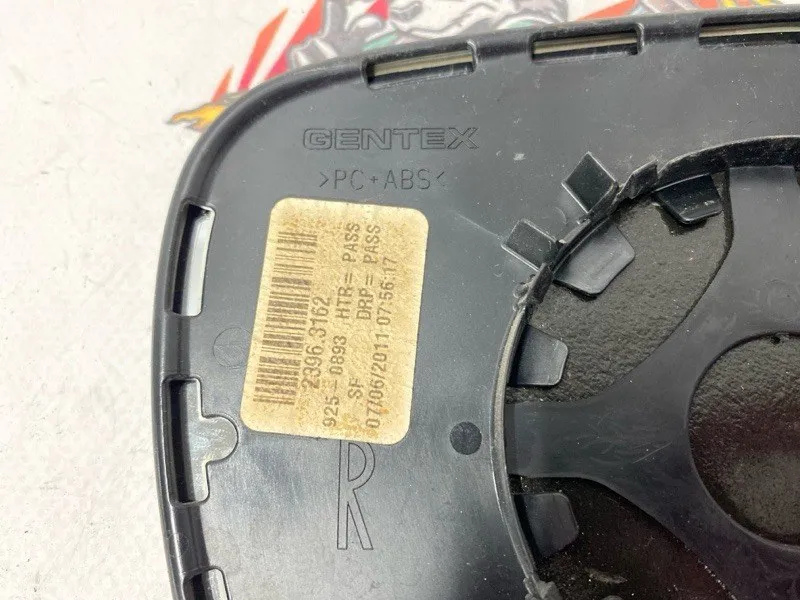 GENTEX
>PC+ABS<
2396.3162
925-0893 HTR= PASS
SF DRP= PASS
07/06/2011 07:56:17
R